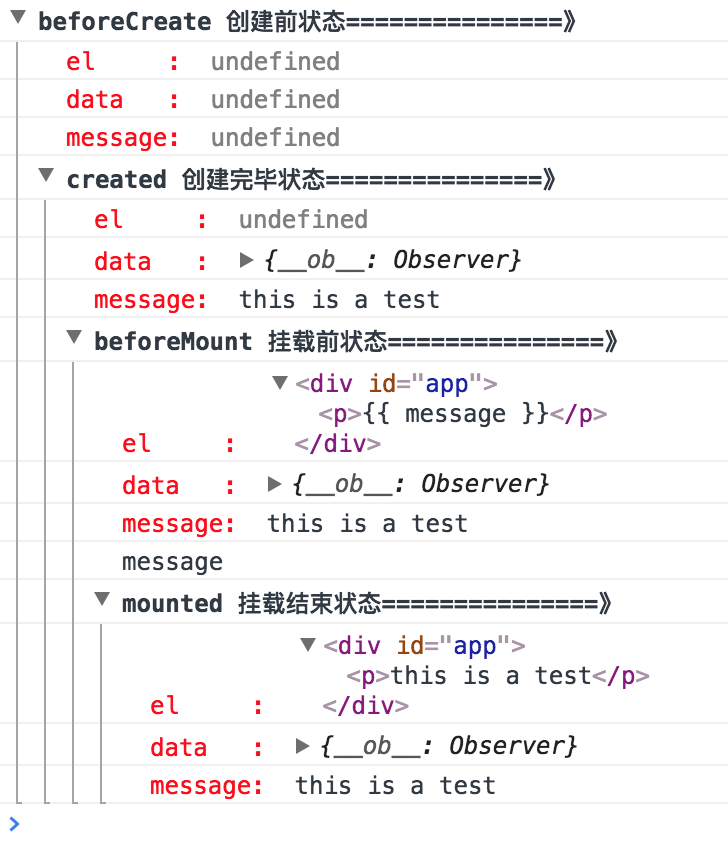 beforeCreate 创建前状态===============》
el     :  undefined
data   :  undefined
message:  undefined
created 创建完毕状态===============》
el     :  undefined
data   :  {__ob__: Observer}
message:  this is a test
beforeMount 挂载前状态===============》
<div id="app">
<p>{{ message }}</p>
el     :  </div>
data   :  {__ob__: Observer}
message:  this is a test
message
mounted 挂载结束状态===============》
<div id="app">
<p>this is a test</p>
el     :  </div>
data   :  {__ob__: Observer}
message:  this is a test